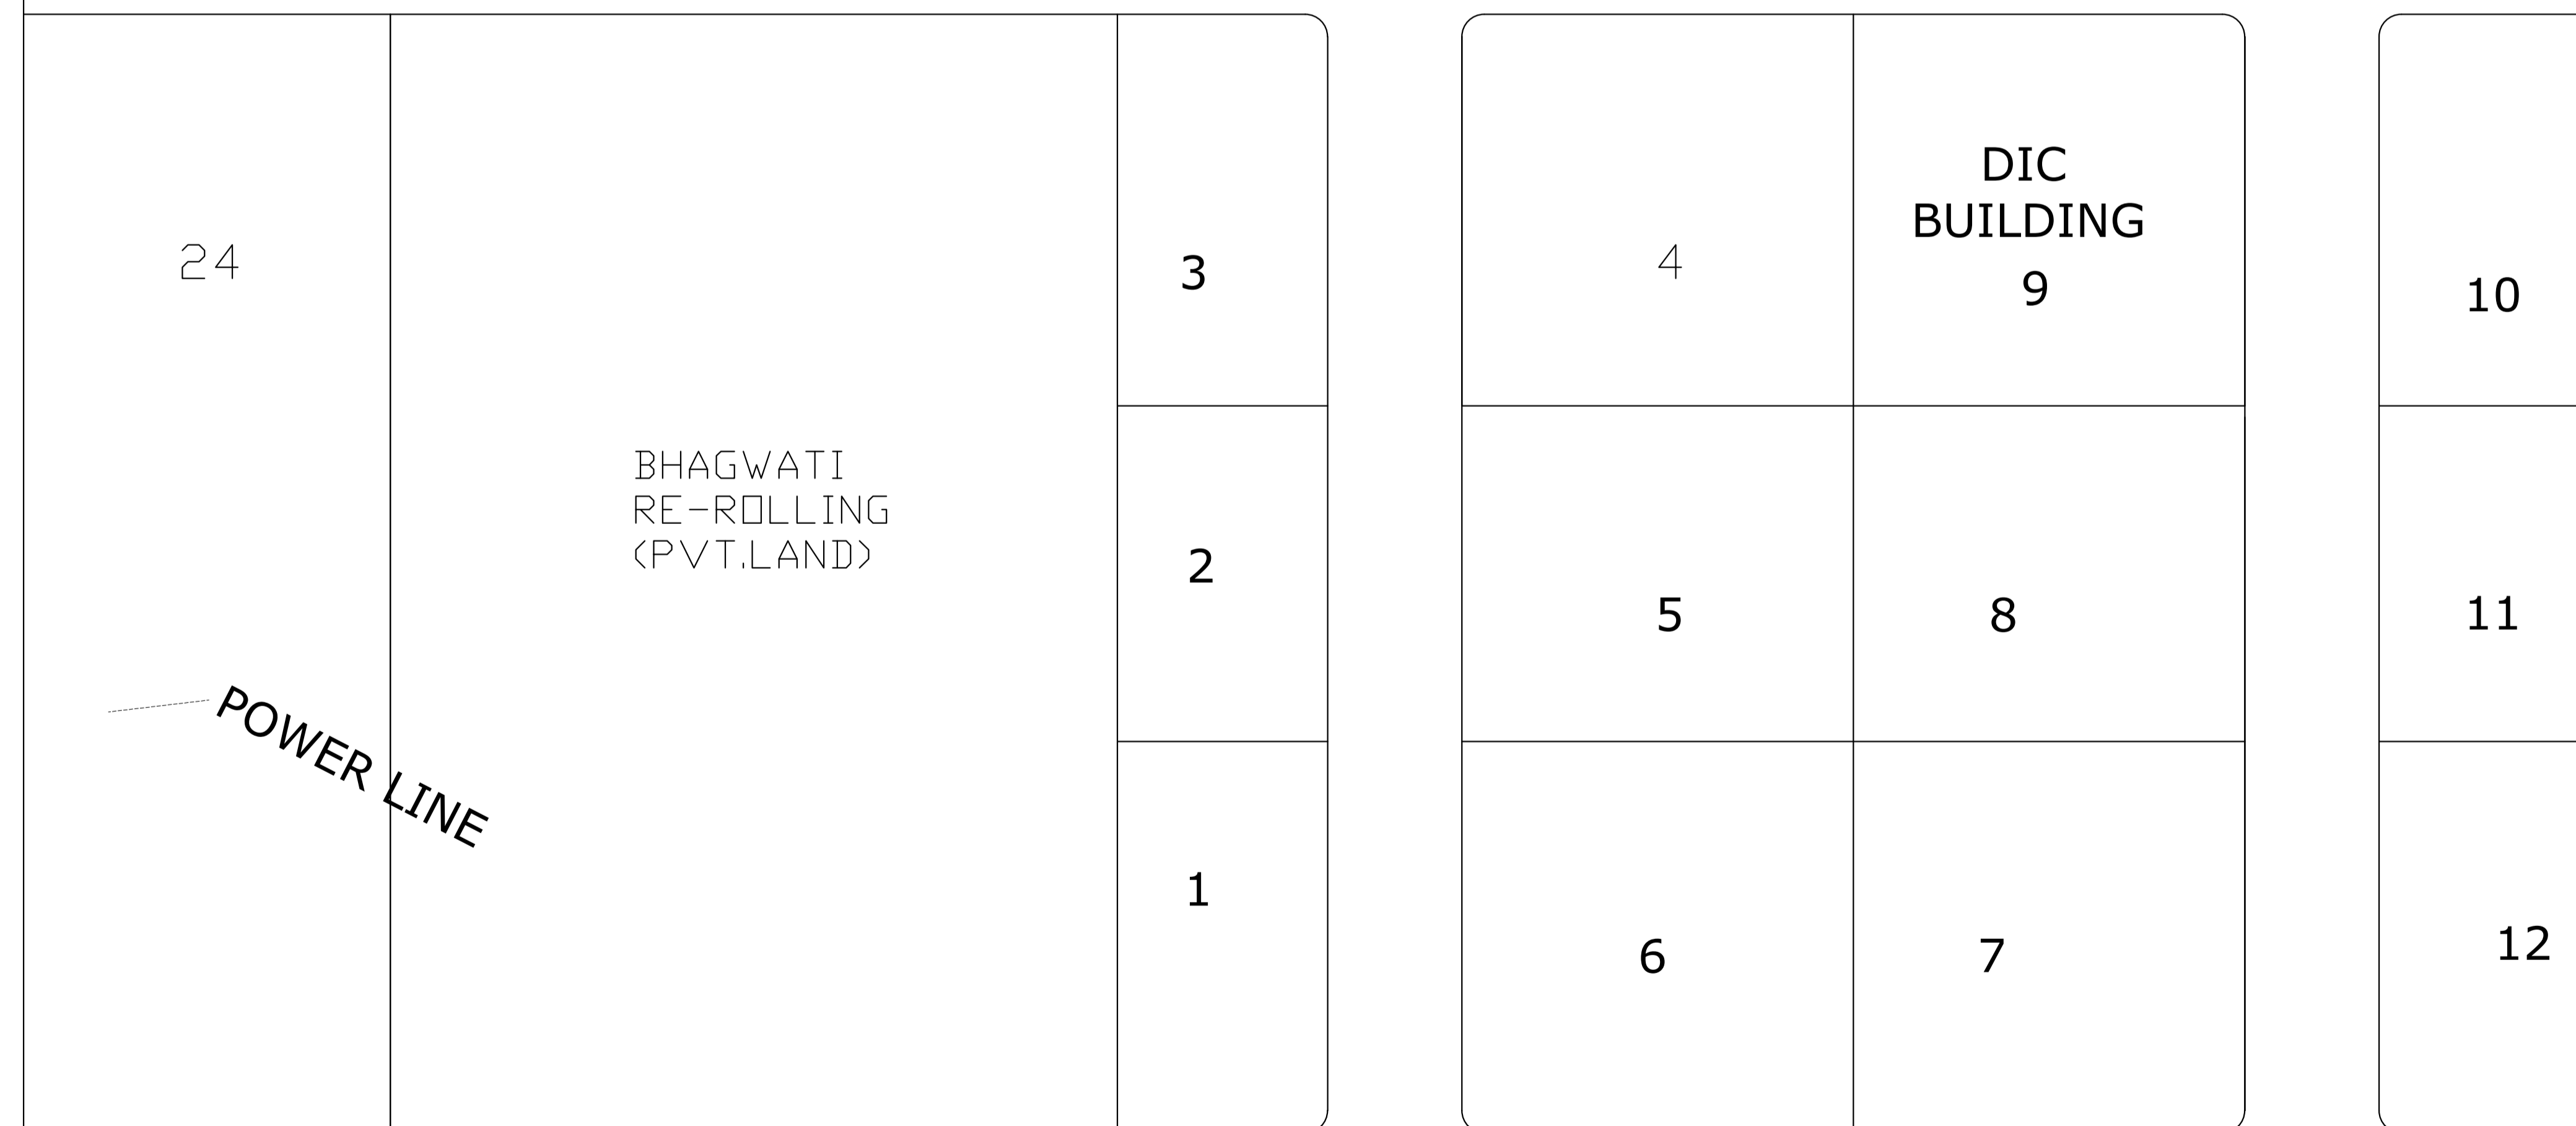 24
BHAGWATI
RE-ROLLING
(PVT.LAND)
POWER LINE
3
2
1
4
5
6
DIC
BUILDING
9
8
7
10
11
12